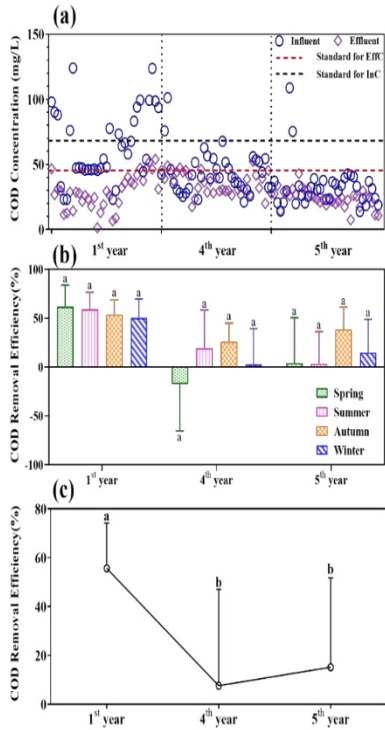 (a)
COD Concentration (mg/L)
150
100
50
0
Influent Effluent
Standard for EffC
Standard for InC
1st year 4th year 5th year
(b)
COD Removal Efficiency(%)
100
50
0
-50
-100
a a a a a a a a a a a a
Spring
Summer
Autumn
Winter
1st year 4th year 5th year
(c)
COD Removal Efficiency(%)
80
60
40
20
0
a b b
1st year 4th year 5th year